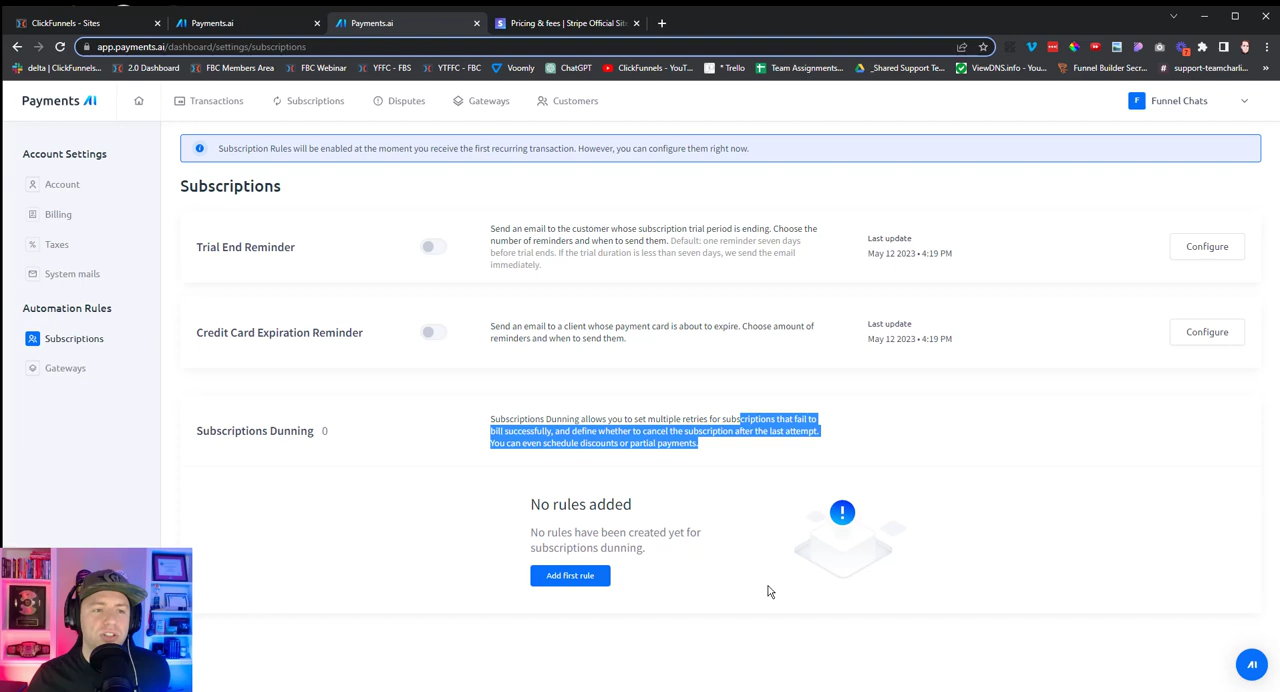 ClickFunnels - Sites
Payments.ai
Payments.ai
Pricing & fees | Stripe Official Sit
app.payments.ai/dashboard/settings/subscriptions
delta | ClickFunnels...
2.0 Dashboard
FBC Members Area
FBC Webinar
YFFC - FBS
YTFFC - FBC
Voomly
ChatGPT
ClickFunnels - YouT...
* Trello
Team Assignments...
_Shared Support Te...
ViewDNS.info - You...
Funnel Builder Secr...
support-teamcharli...
Payments AI
Transactions
Subscriptions
Disputes
Gateways
Customers
F
Funnel Chats
Account Settings
Account
Billing
Taxes
System mails
Automation Rules
Subscriptions
Gateways
Subscription Rules will be enabled at the moment you receive the first recurring transaction. However, you can configure them right now.
Subscriptions
Trial End Reminder
Send an email to the customer whose subscription trial period is ending. Choose the
number of reminders and when to send them. Default: one reminder seven days
before trial ends. If the trial duration is less than seven days, we send the email
immediately.
Last update
May 12 2023 • 4:19 PM
Configure
Credit Card Expiration Reminder
Send an email to a client whose payment card is about to expire. Choose amount of
reminders and when to send them.
Last update
May 12 2023 • 4:19 PM
Configure
Subscriptions Dunning 0
Subscriptions Dunning allows you to set multiple retries for subscriptions that fail to
bill successfully, and define whether to cancel the subscription after the last attempt.
You can even schedule discounts or partial payments.
No rules added
No rules have been created yet for
subscriptions dunning.
Add first rule
AI